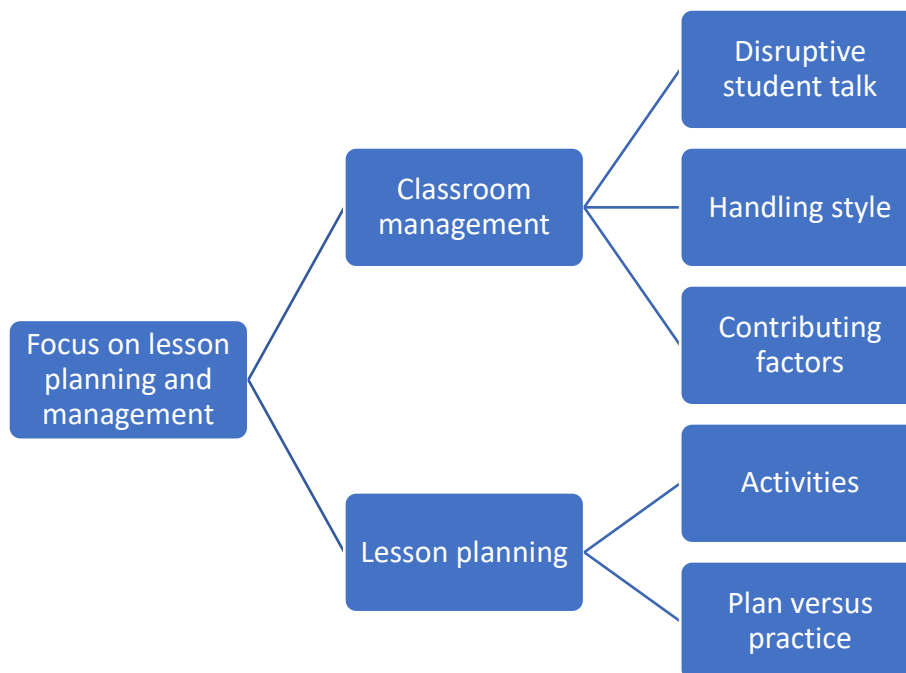 Focus on lesson
planning and
management
Classroom
management
Disruptive
student talk
Handling style
Contributing
factors
Lesson planning
Activities
Plan versus
practice